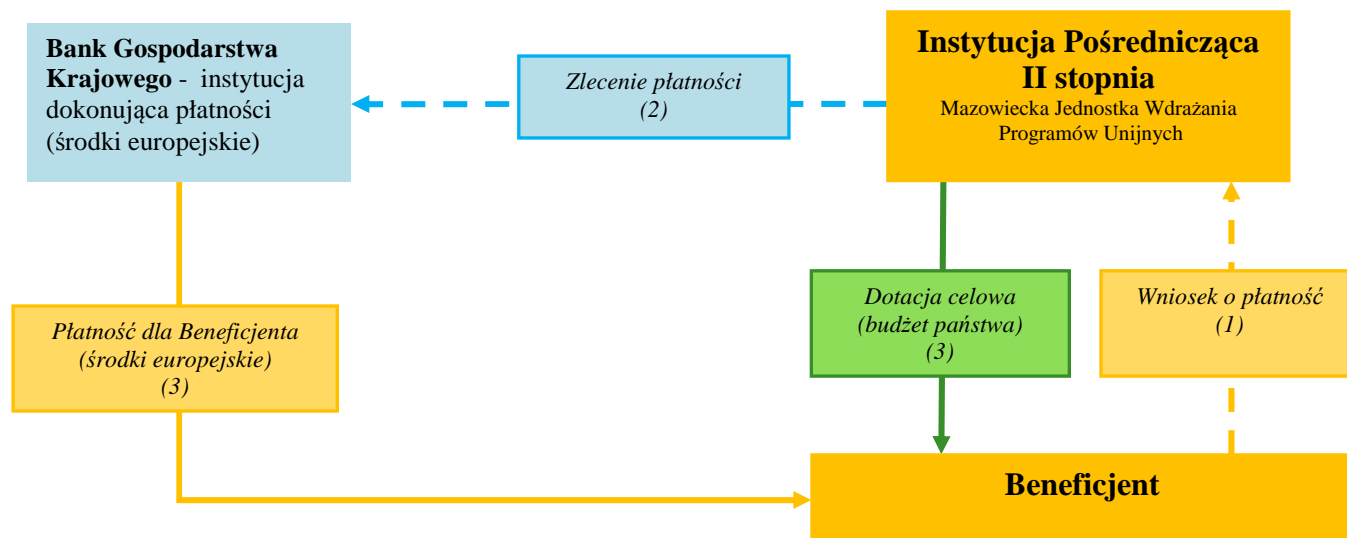 Bank Gospodarstwa
Krajowego - instytucja
dokonująca płatności
(środki europejskie)
Zlecenie płatności
(2)
Instytucja Pośrednicząca
II stopnia
Mazowiecka Jednostka Wdrażania
Programów Unijnych
Płatność dla Beneficjenta
(środki europejskie)
(3)
Dotacja celowa
(budżet państwa)
(3)
Wniosek o płatność
(1)
Beneficjent